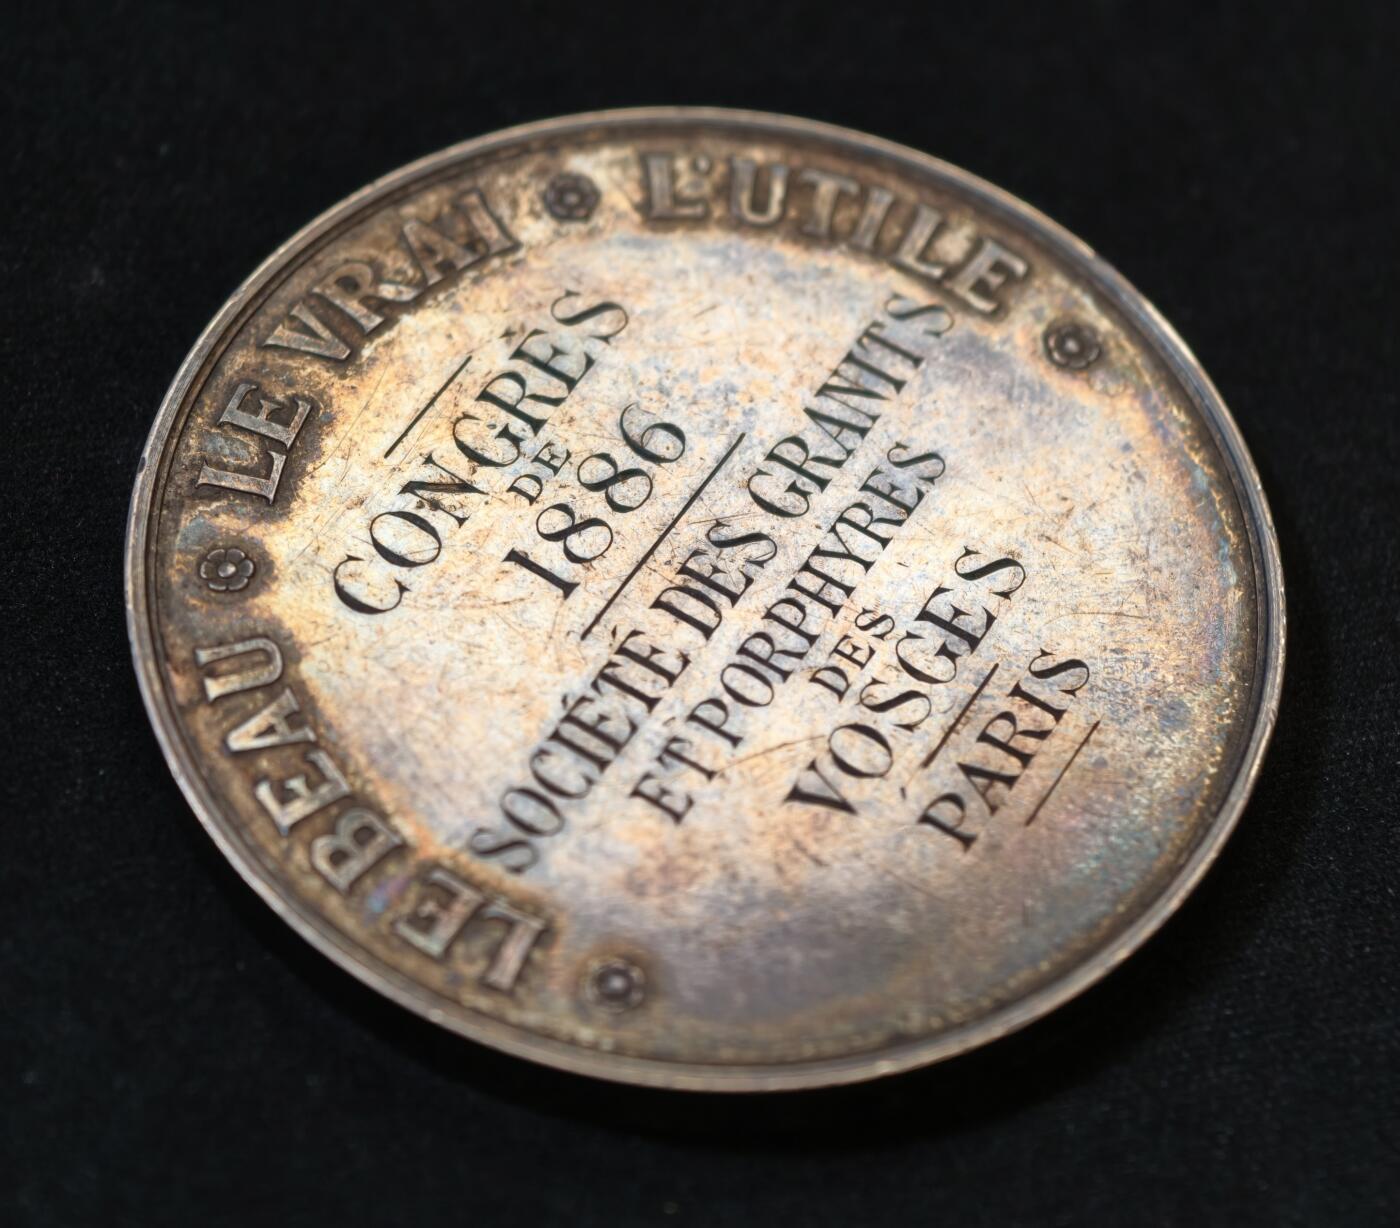 LE BEAU LE VRAI L'UTILE
CONGRÈS
DE
1886
SOCIÉTÉ DES GRANITS
ET PORPHYRES
DES
VOSGES
PARIS